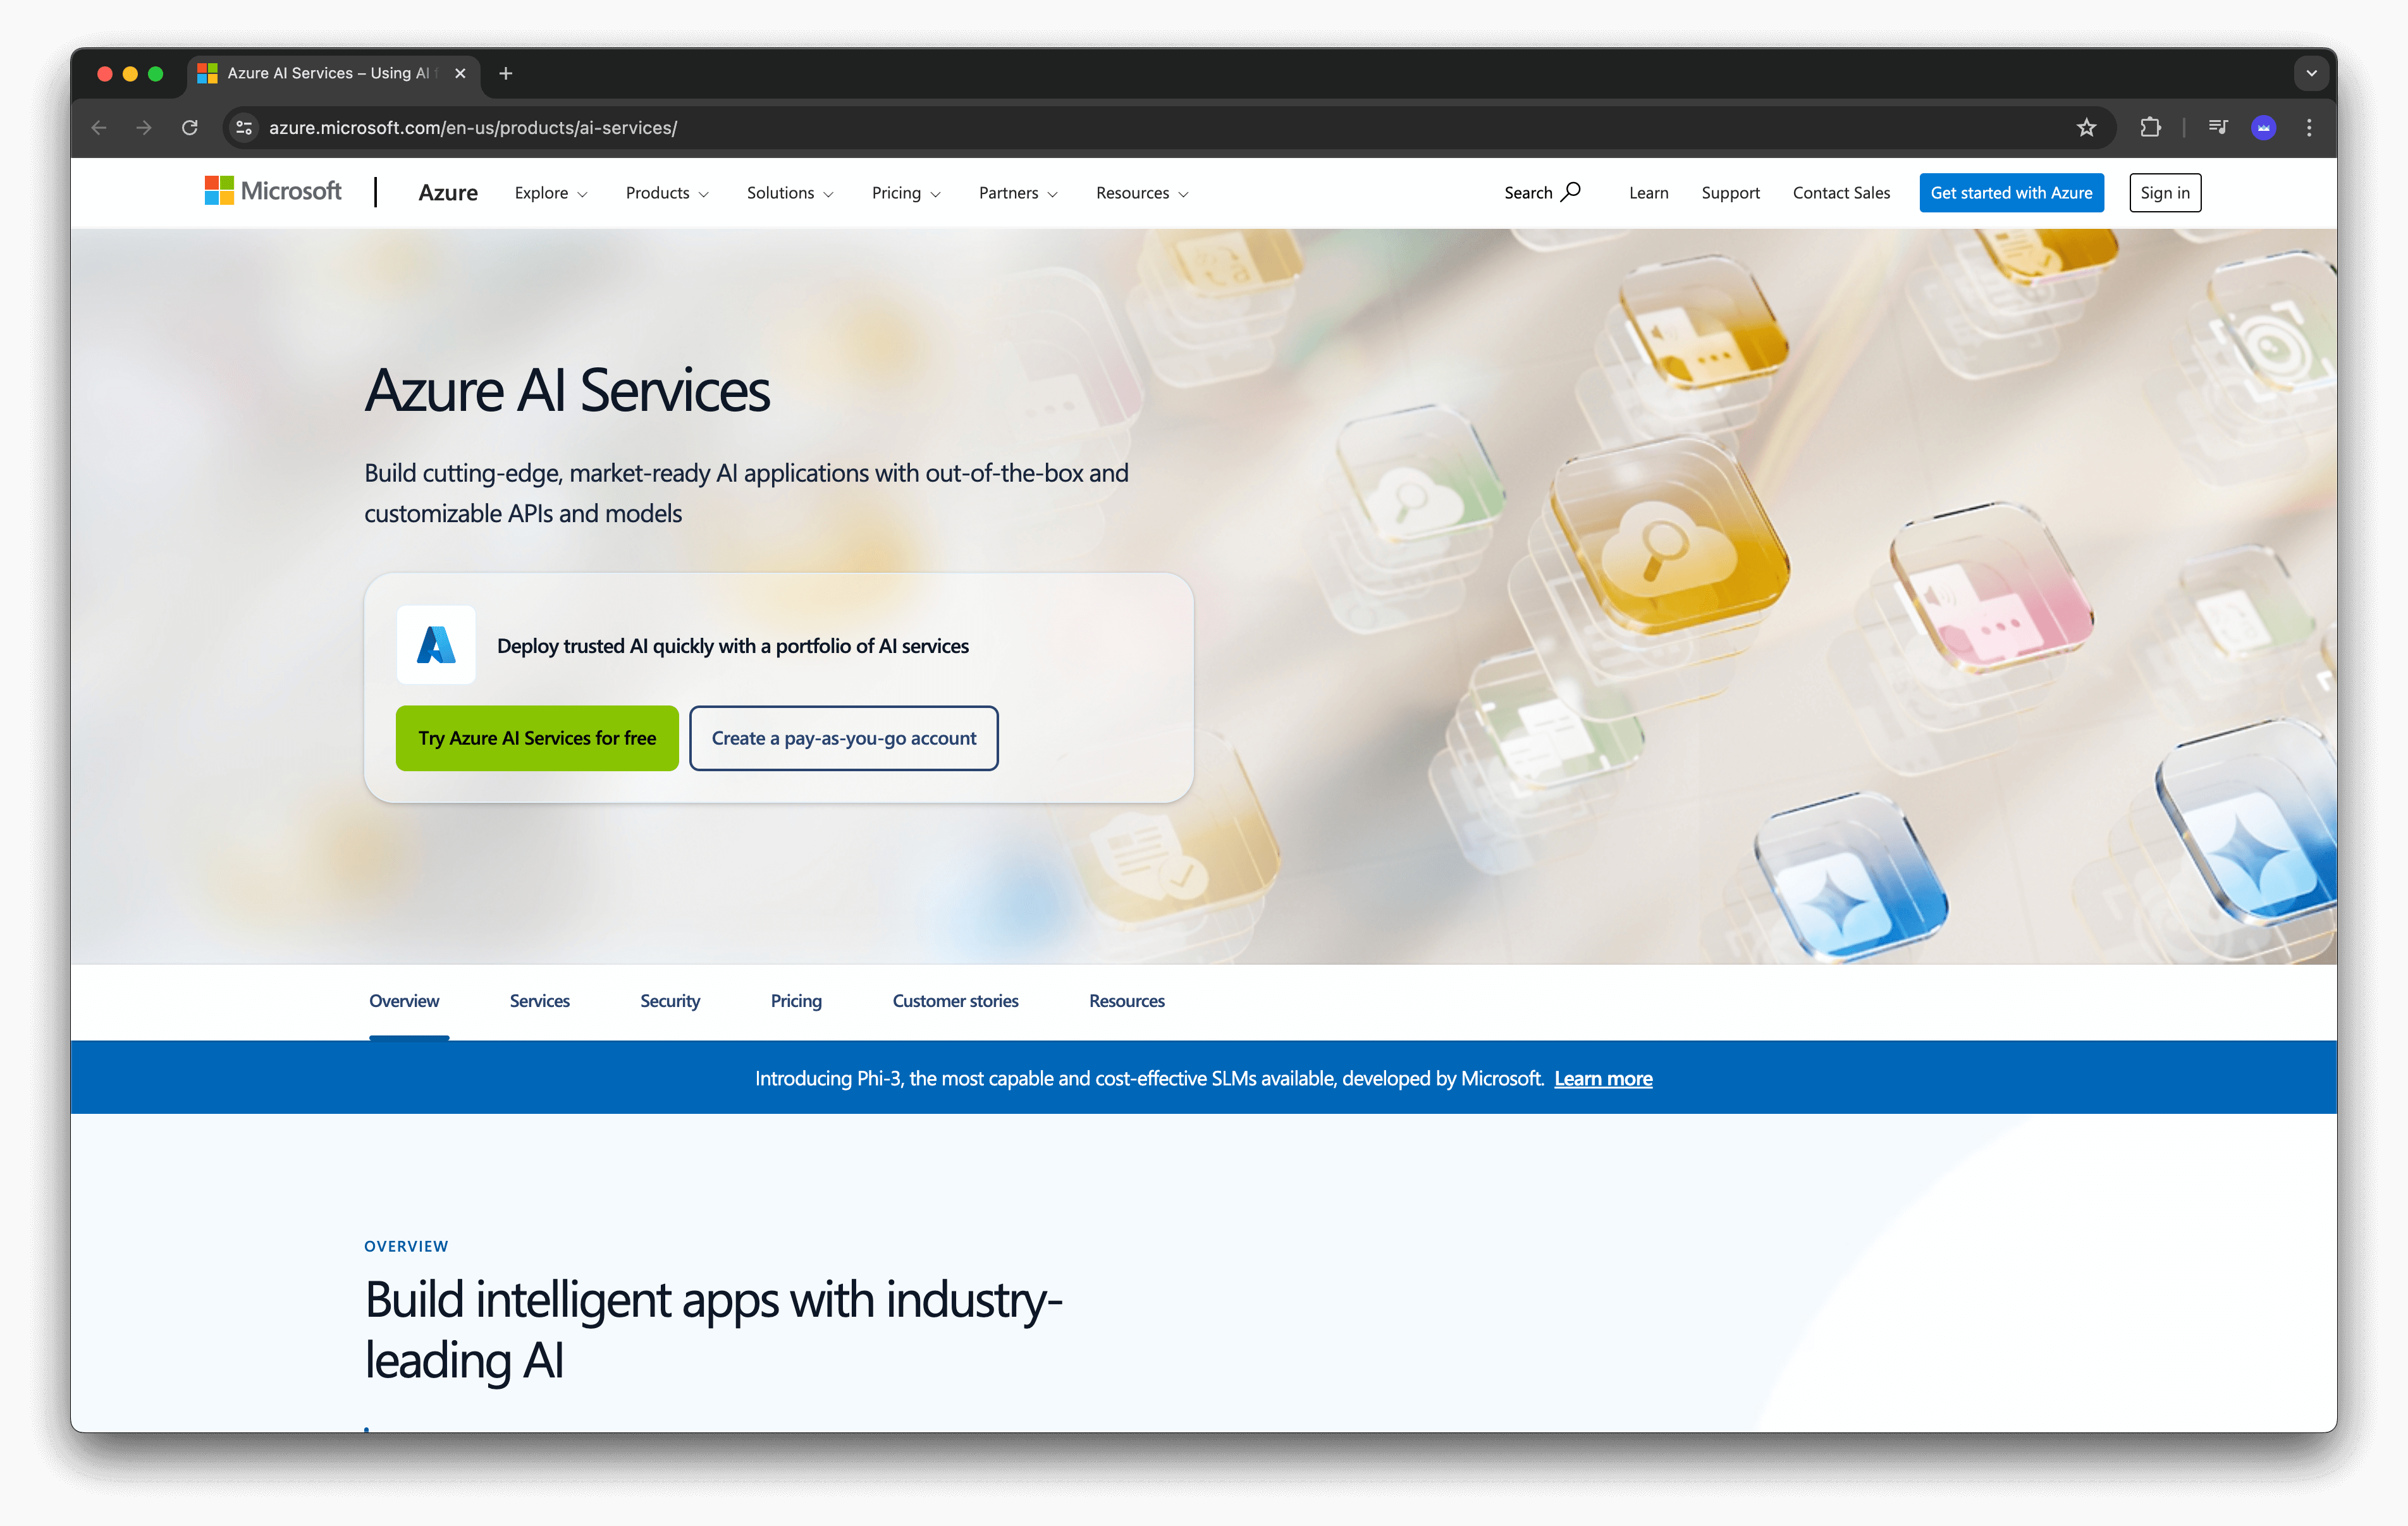 Azure AI Services – Using AI f
azure.microsoft.com/en-us/products/ai-services/
Microsoft
Azure
Explore
Products
Solutions
Pricing
Partners
Resources
Search
Learn
Support
Contact Sales
Get started with Azure
Sign in
Azure AI Services
Build cutting-edge, market-ready AI applications with out-of-the-box and
customizable APIs and models
Deploy trusted AI quickly with a portfolio of AI services
Try Azure AI Services for free
Create a pay-as-you-go account
Overview
Services
Security
Pricing
Customer stories
Resources
Introducing Phi-3, the most capable and cost-effective SLMs available, developed by Microsoft. Learn more
OVERVIEW
Build intelligent apps with industry-
leading AI